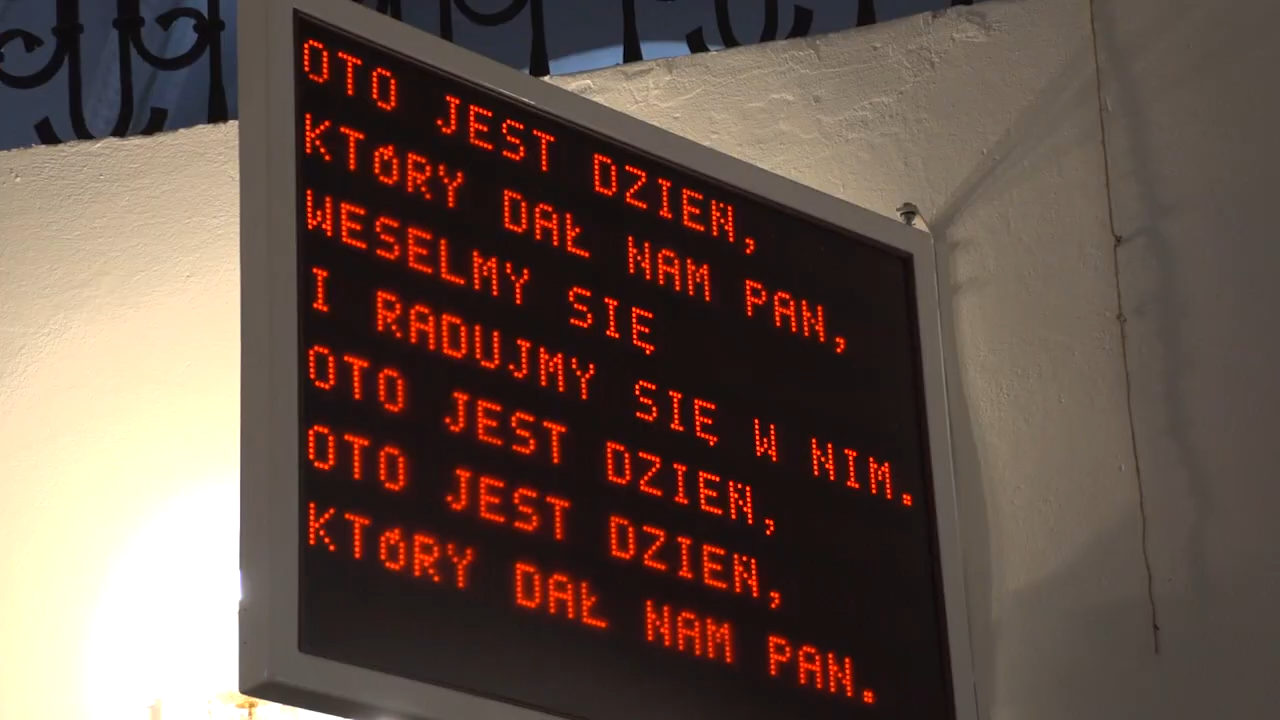 OTO JEST DZIEŃ,
KTÓRY DAŁ NAM PAN,
WESELMY SIĘ
I RADUJMY SIĘ W NIM.
OTO JEST DZIEŃ,
OTO JEST DZIEŃ,
KTÓRY DAŁ NAM PAN.